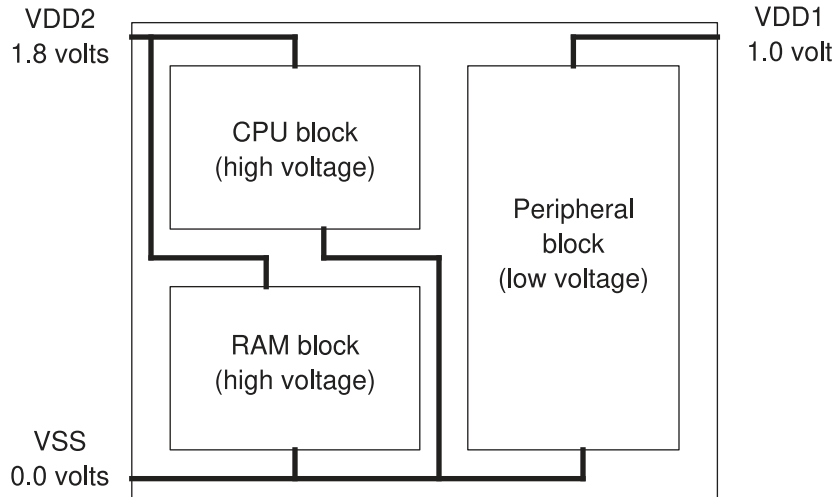 VDD2
1.8 volts
VDD1
1.0 volt
CPU block
(high voltage)
Peripheral
block
(low voltage)
RAM block
(high voltage)
VSS
0.0 volts